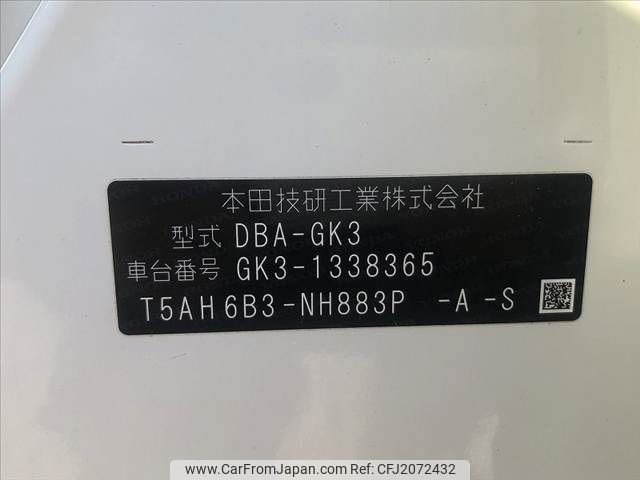 本田技研工業株式会社
型式 DBA-GK3
車台番号 GK3-1338365
T5AH6B3-NH883P -A -S
www.CarFromJapan.com | CFJ2072432